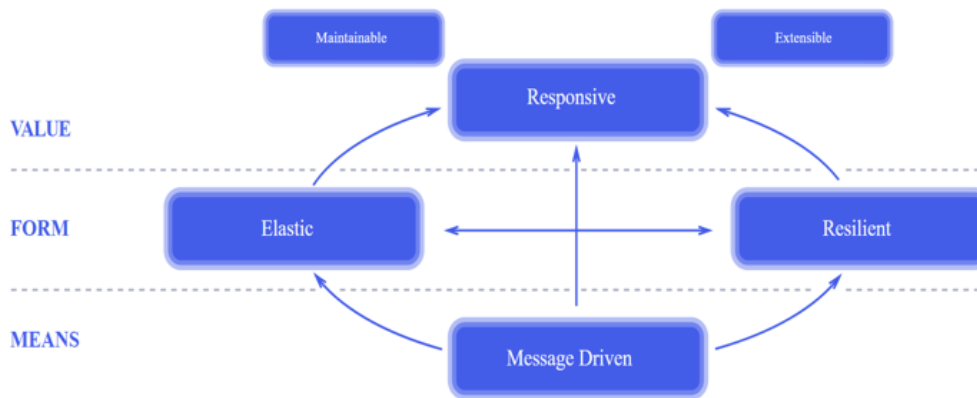 Maintainable
Extensible
Responsive
VALUE
FORM
Elastic
Resilient
MEANS
Message Driven